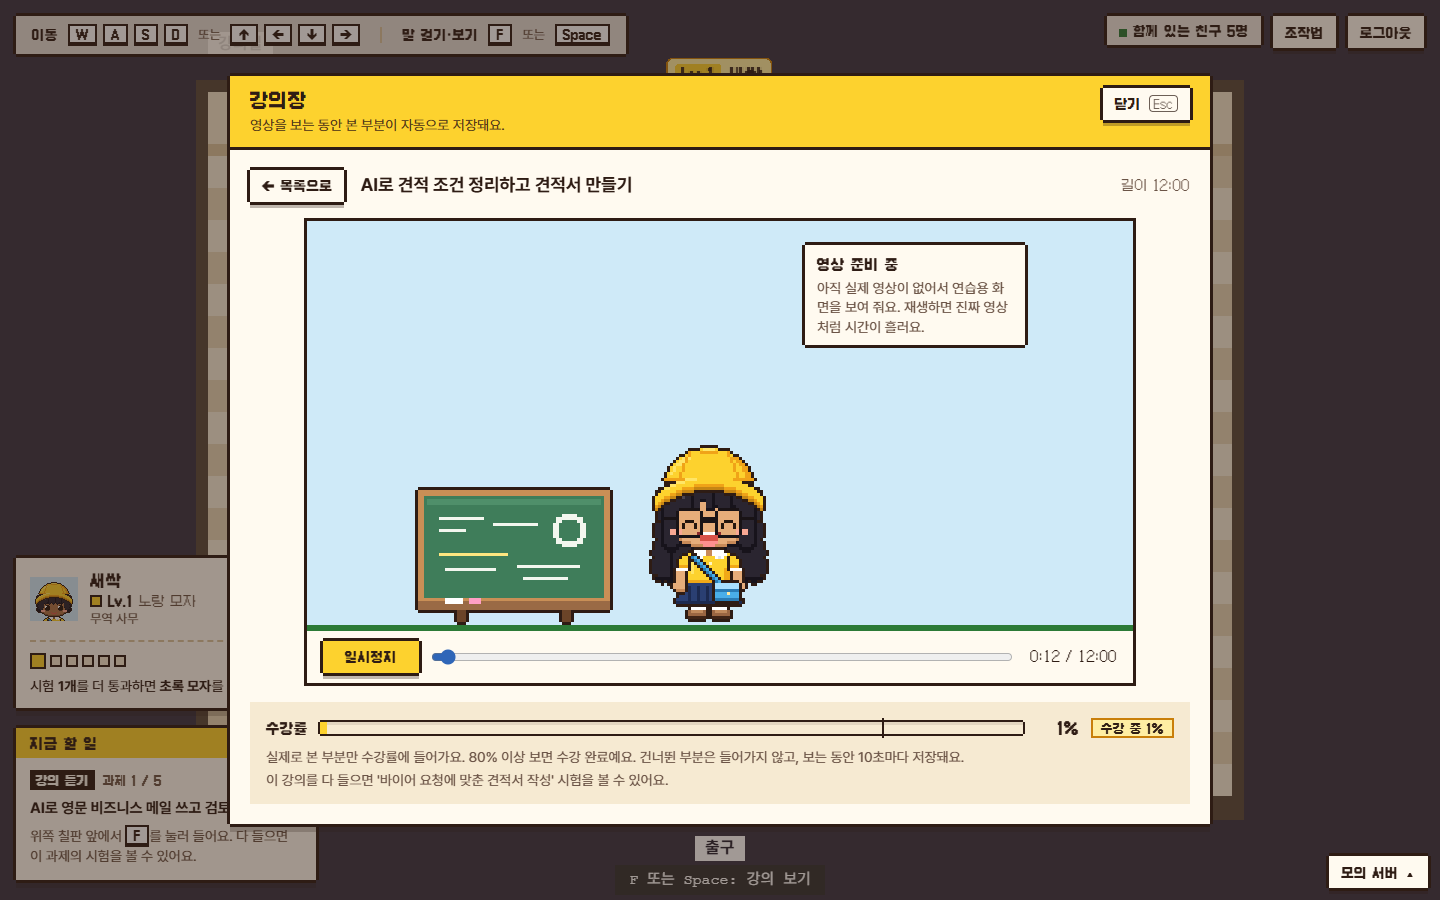 이동 W A S D 또는 ↑ ← ↓ → 말 걸기·보기 F 또는 Space
함께 있는 친구 5명 조작법 로그아웃
강의장
영상을 보는 동안 본 부분이 자동으로 저장돼요.
닫기 Esc
← 목록으로 AI로 견적 조건 정리하고 견적서 만들기 길이 12:00
영상 준비 중
아직 실제 영상이 없어서 연습용 화
면을 보여 줘요. 재생하면 진짜 영상
처럼 시간이 흘러요.
일시정지 0:12 / 12:00
수강률 1% 수강 중 1%
실제로 본 부분만 수강률에 들어가요. 80% 이상 보면 수강 완료예요. 건너뛴 부분은 들어가지 않고, 보는 동안 10초마다 저장돼요.
이 강의를 다 들으면 '바이어 요청에 맞춘 견적서 작성' 시험을 볼 수 있어요.
새싹
Lv.1 노랑 모자
무역 사무
시험 1개를 더 통과하면 초록 모자를
지금 할 일
강의 듣기 과제 1 / 5
AI로 영문 비즈니스 메일 쓰고 검토
위쪽 칠판 앞에서 F 를 눌러 들어요. 다 들으면
이 과제의 시험을 볼 수 있어요.
출구
F 또는 Space: 강의 보기
모의 서버 ▲